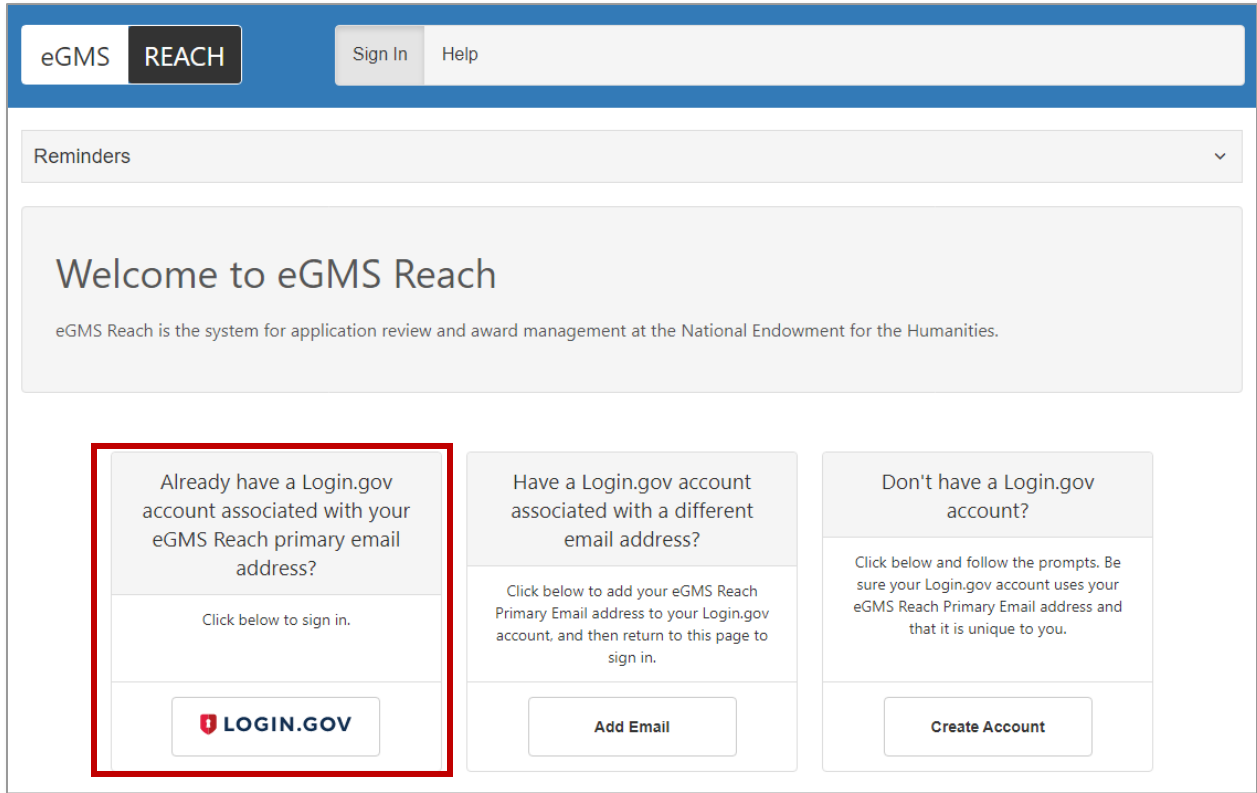 eGMS REACH
Sign In Help
Reminders
Welcome to eGMS Reach
eGMS Reach is the system for application review and award management at the National Endowment for the Humanities.
Already have a Login.gov
account associated with your
eGMS Reach primary email
address?
Click below to sign in.
LOGIN.GOV
Have a Login.gov account
associated with a different
email address?
Click below to add your eGMS Reach
Primary Email address to your Login.gov
account, and then return to this page to
sign in.
Add Email
Don't have a Login.gov
account?
Click below and follow the prompts. Be
sure your Login.gov account uses your
eGMS Reach Primary Email address and
that it is unique to you.
Create Account